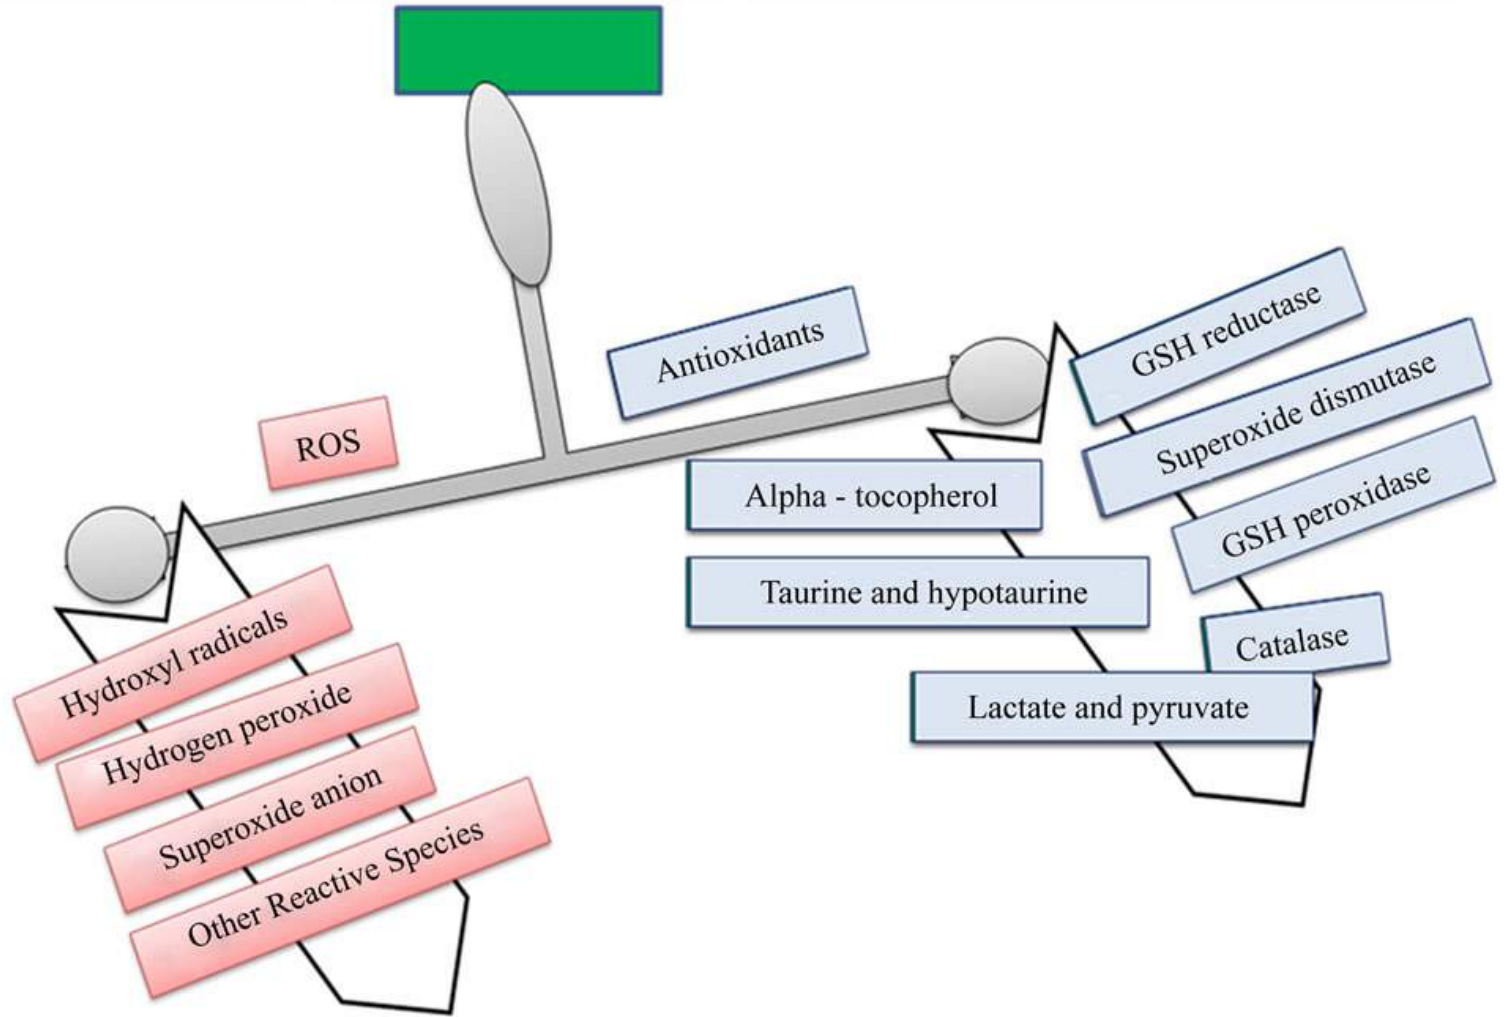 Antioxidants
ROS
GSH reductase
Superoxide dismutase
GSH peroxidase
Catalase
Alpha - tocopherol
Taurine and hypotaurine
Lactate and pyruvate
Hydroxyl radicals
Hydrogen peroxide
Superoxide anion
Other Reactive Species